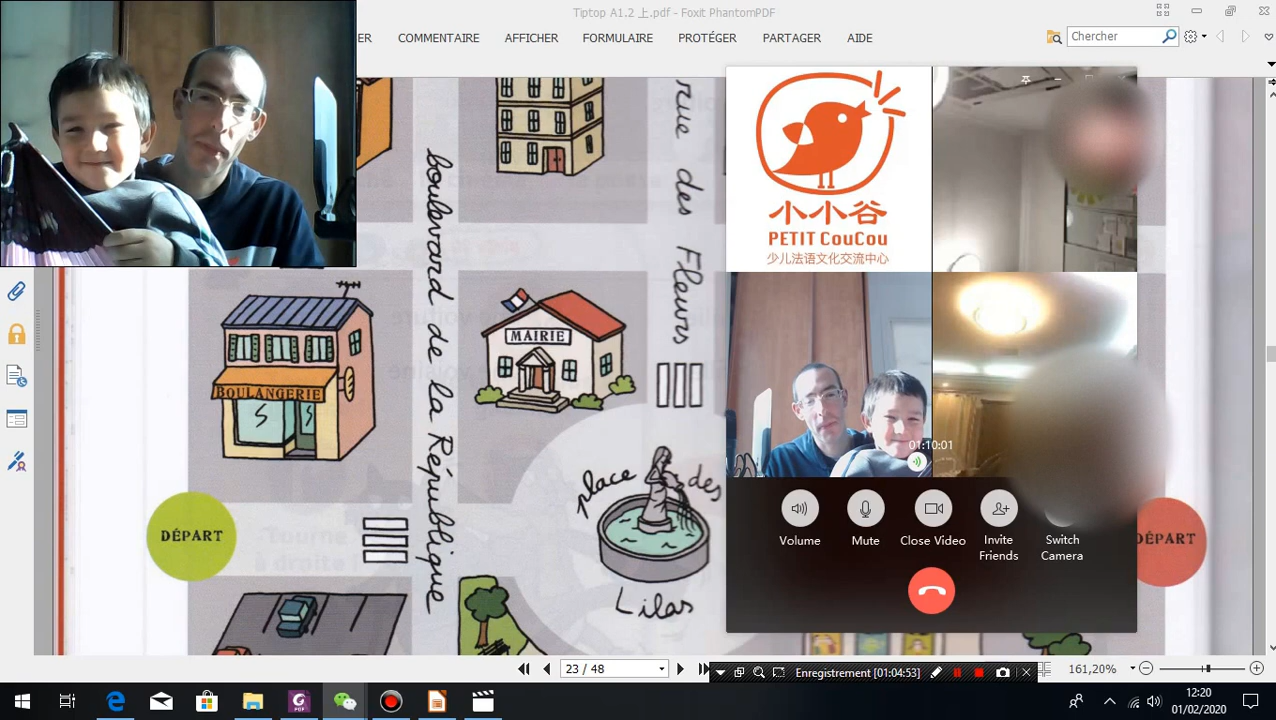 Tiptop A1.2 上.pdf - Foxit PhantomPDF
ER COMMENTAIRE AFFICHER FORMULAIRE PROTÉGER PARTAGER AIDE
Chercher
rue des Fleurs
boulevard de la République
BOULANGERIE
MAIRIE
place des
Lilas
DÉPART
DÉPART
Tourne
à droite !
小小谷
PETIT CouCou
少儿法语文化交流中心
01:10:01
Volume Mute Close Video Invite Friends Switch Camera
23 / 48
Enregistrement [01:04:53]
161,20%
PDF
12:20
01/02/2020